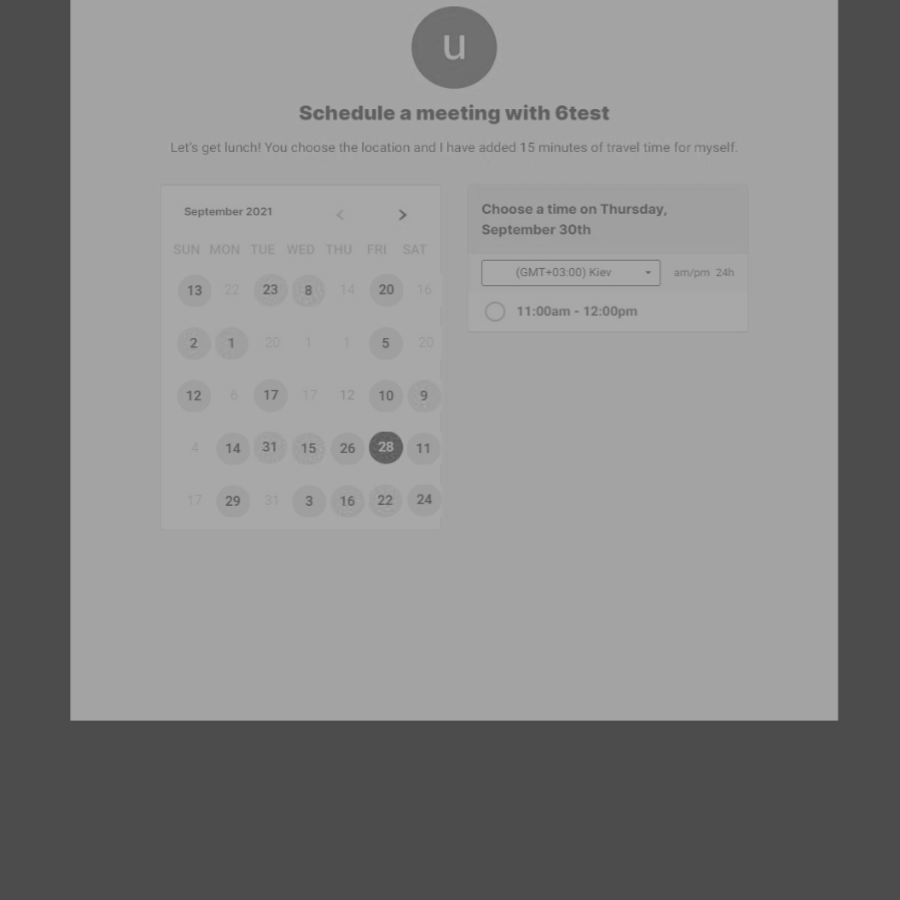 u
Schedule a meeting with 6test
Let's get lunch! You choose the location and I have added 15 minutes of travel time for myself.
September 2021
SUN MON TUE WED THU FRI SAT
13 22 23 8 14 20 16
2 1 20 1 1 5 20
12 6 17 17 12 10 9
4 14 31 15 26 28 11
17 29 31 3 16 22 24
Choose a time on Thursday,
September 30th
(GMT+03:00) Kiev am/pm 24h
11:00am - 12:00pm